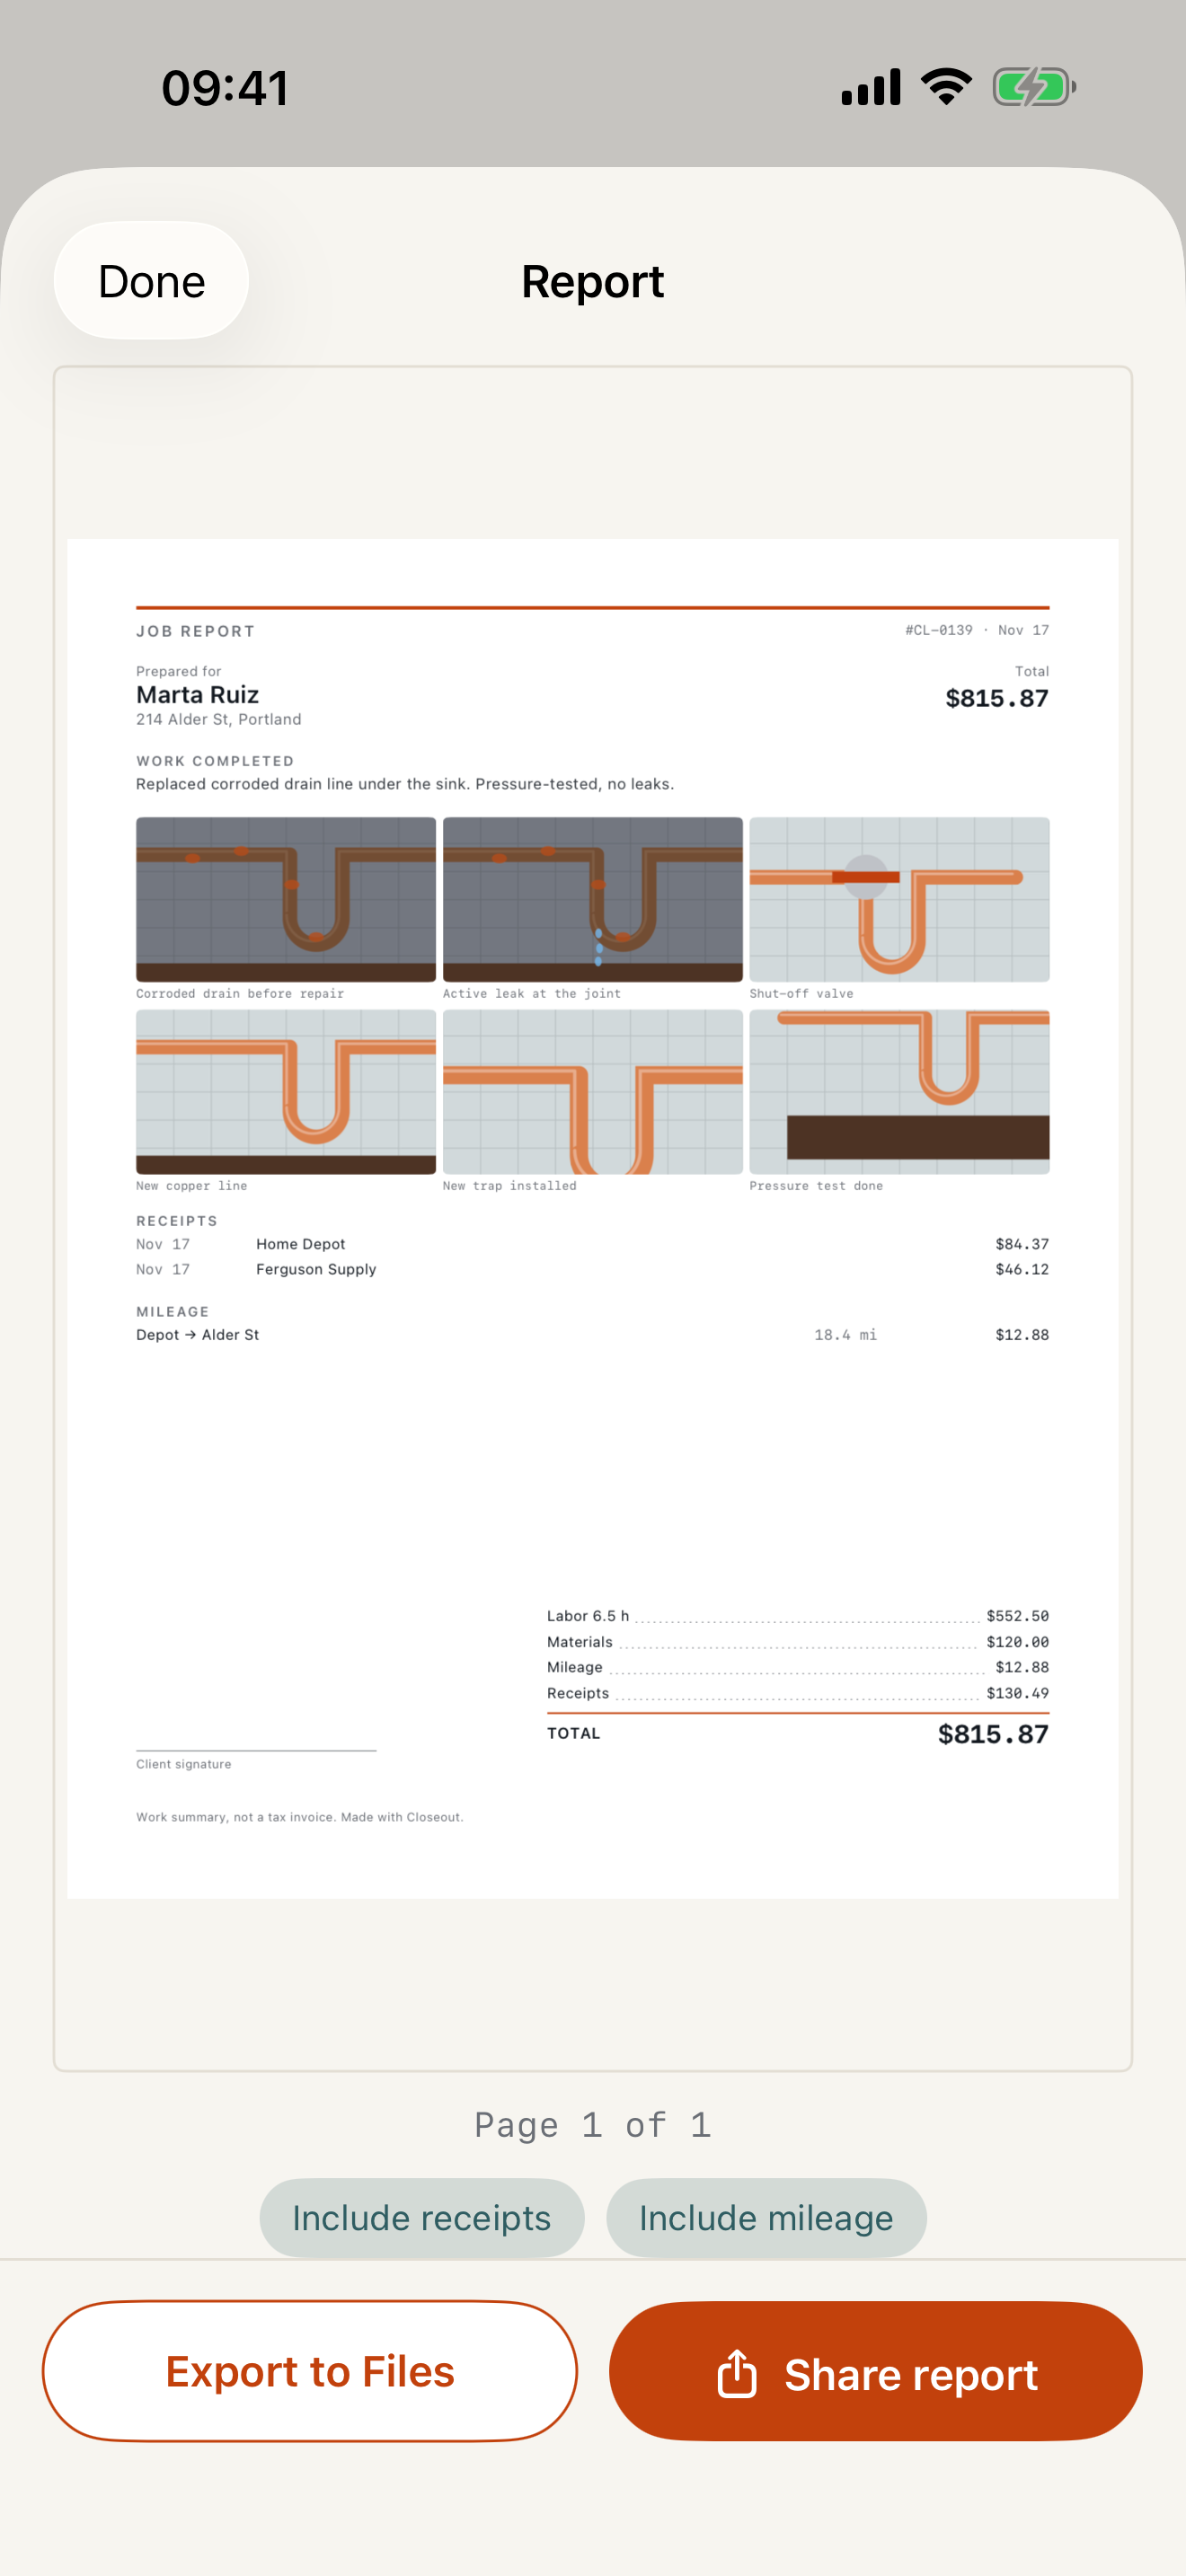 09:41
Done
Report
JOB REPORT
#CL-0139 · Nov 17
Prepared for
Total
Marta Ruiz
$815.87
214 Alder St, Portland
WORK COMPLETED
Replaced corroded drain line under the sink. Pressure-tested, no leaks.
Corroded drain before repair
Active leak at the joint
Shut-off valve
New copper line
New trap installed
Pressure test done
RECEIPTS
Nov 17 Home Depot $84.37
Nov 17 Ferguson Supply $46.12
MILEAGE
Depot → Alder St 18.4 mi $12.88
Labor 6.5 h $552.50
Materials $120.00
Mileage $12.88
Receipts $130.49
TOTAL $815.87
Client signature
Work summary, not a tax invoice. Made with Closeout.
Page 1 of 1
Include receipts
Include mileage
Export to Files
Share report